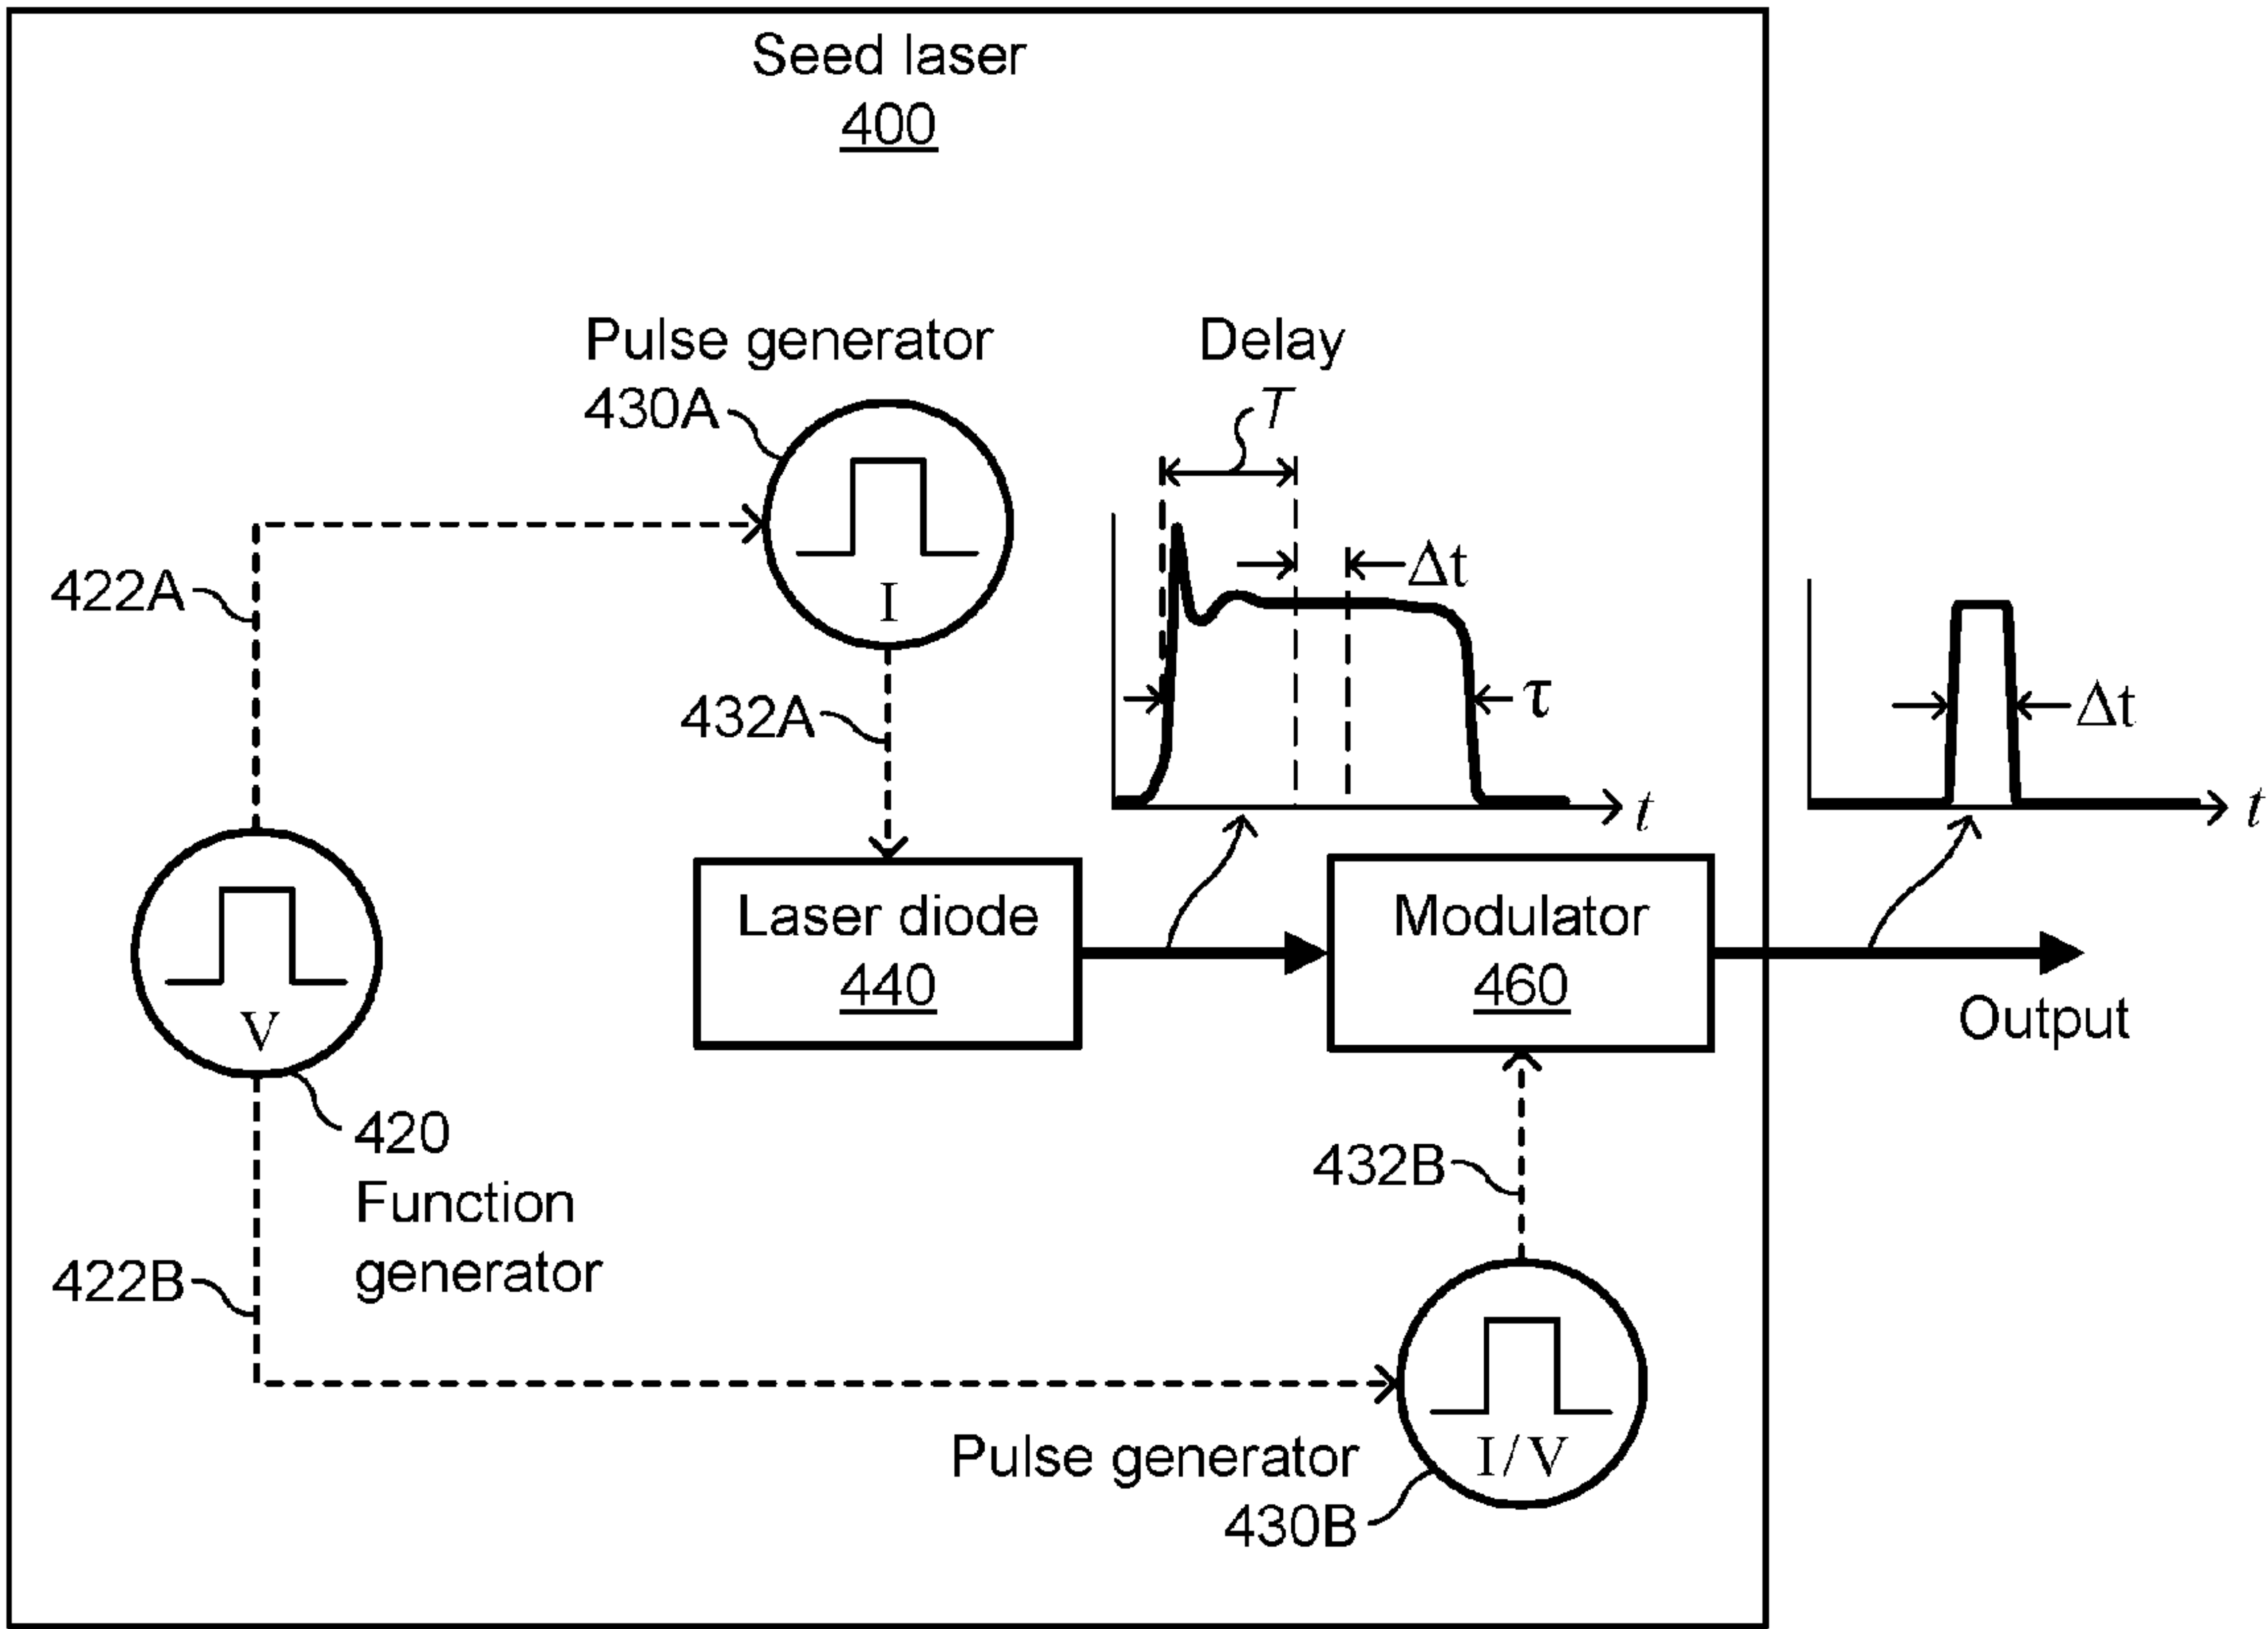 Seed laser
400
Pulse generator
430A
Delay
T
I
422A
Δt
432A
τ
Δt
t
t
Laser diode
440
Modulator
460
V
Output
420
Function
generator
432B
422B
Pulse generator
430B
I/V